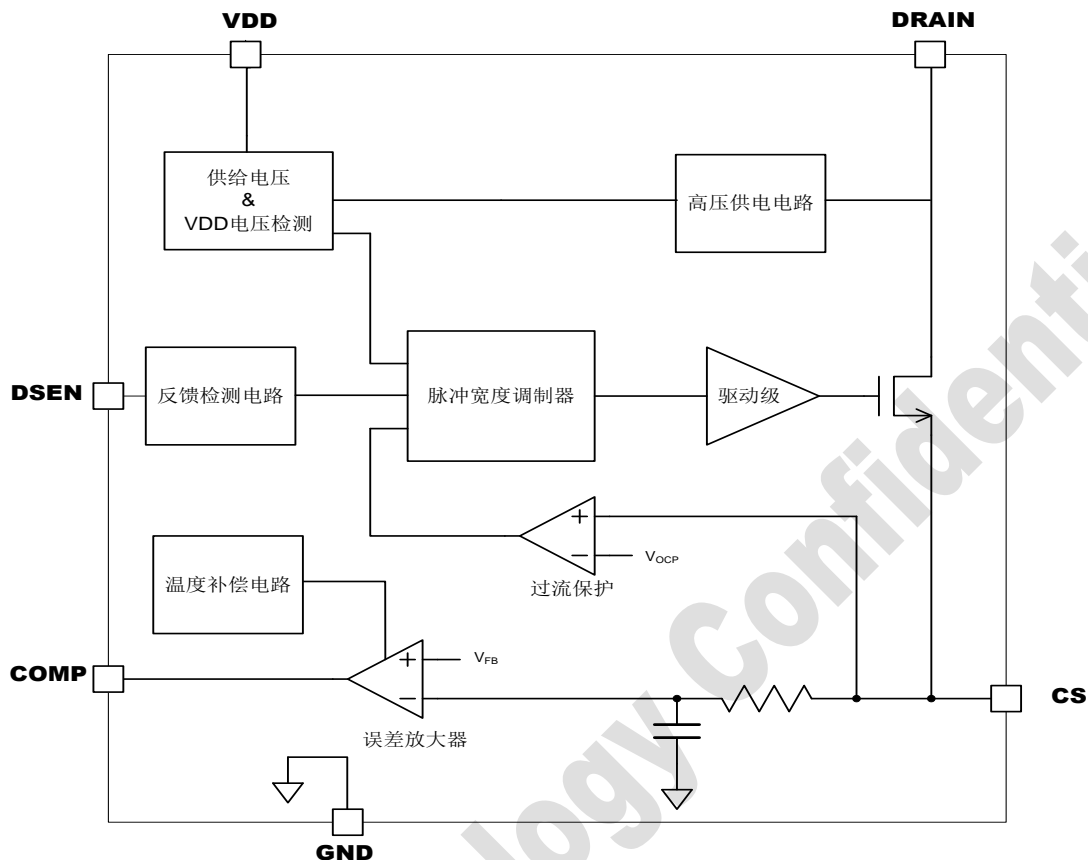 VDD
DRAIN
供给电压
&
VDD电压检测
高压供电电路
DSEN
反馈检测电路
脉冲宽度调制器
驱动级
+
−
VOCP
过流保护
温度补偿电路
COMP
+
−
VFB
误差放大器
CS
GND
logy Confidenti